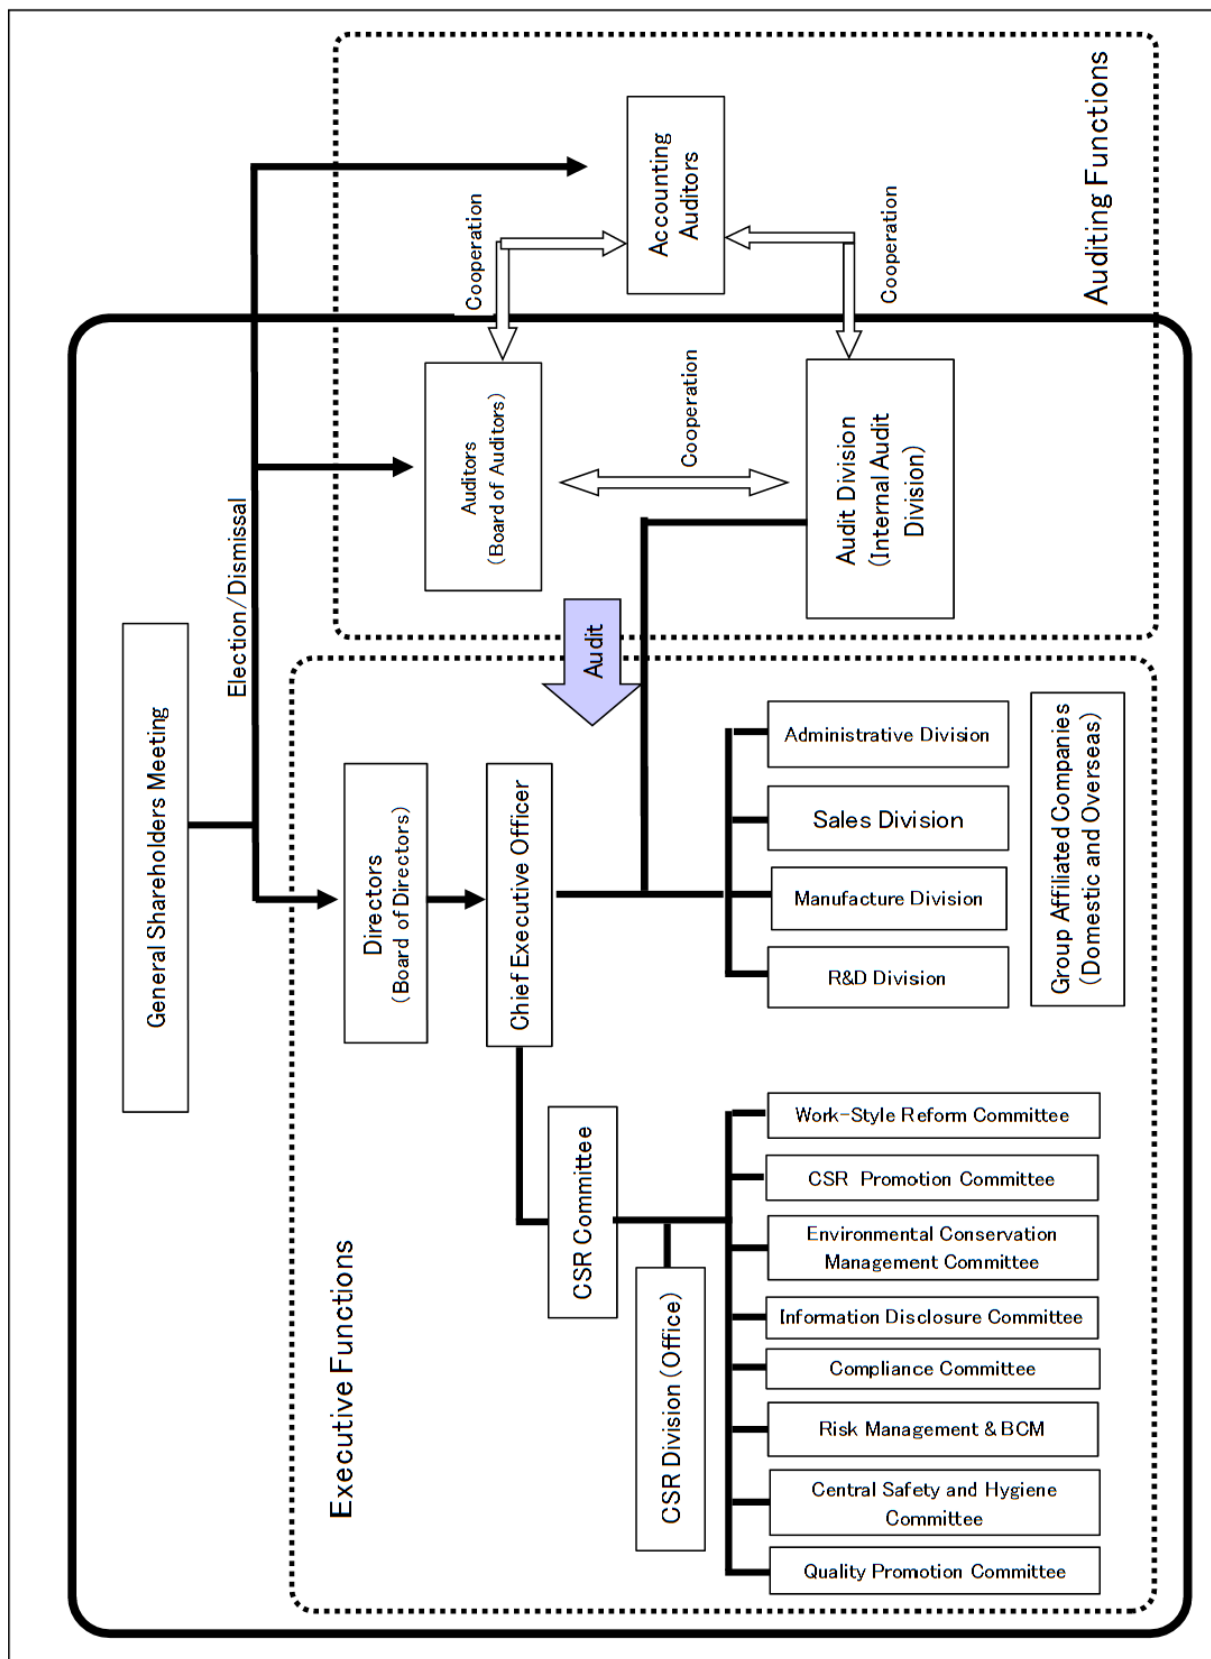 General Shareholders Meeting
Election/Dismissal
Auditing Functions
Accounting
Auditors
Cooperation
Cooperation
Auditors
(Board of Auditors)
Cooperation
Audit Division
(Internal Audit
Division)
Audit
Executive Functions
Directors
(Board of Directors)
Chief Executive Officer
Administrative Division
Sales Division
Manufacture Division
R&D Division
Group Affiliated Companies
(Domestic and Overseas)
CSR Committee
CSR Division (Office)
Work-Style Reform Committee
CSR Promotion Committee
Environmental Conservation
Management Committee
Information Disclosure Committee
Compliance Committee
Risk Management & BCM
Central Safety and Hygiene
Committee
Quality Promotion Committee